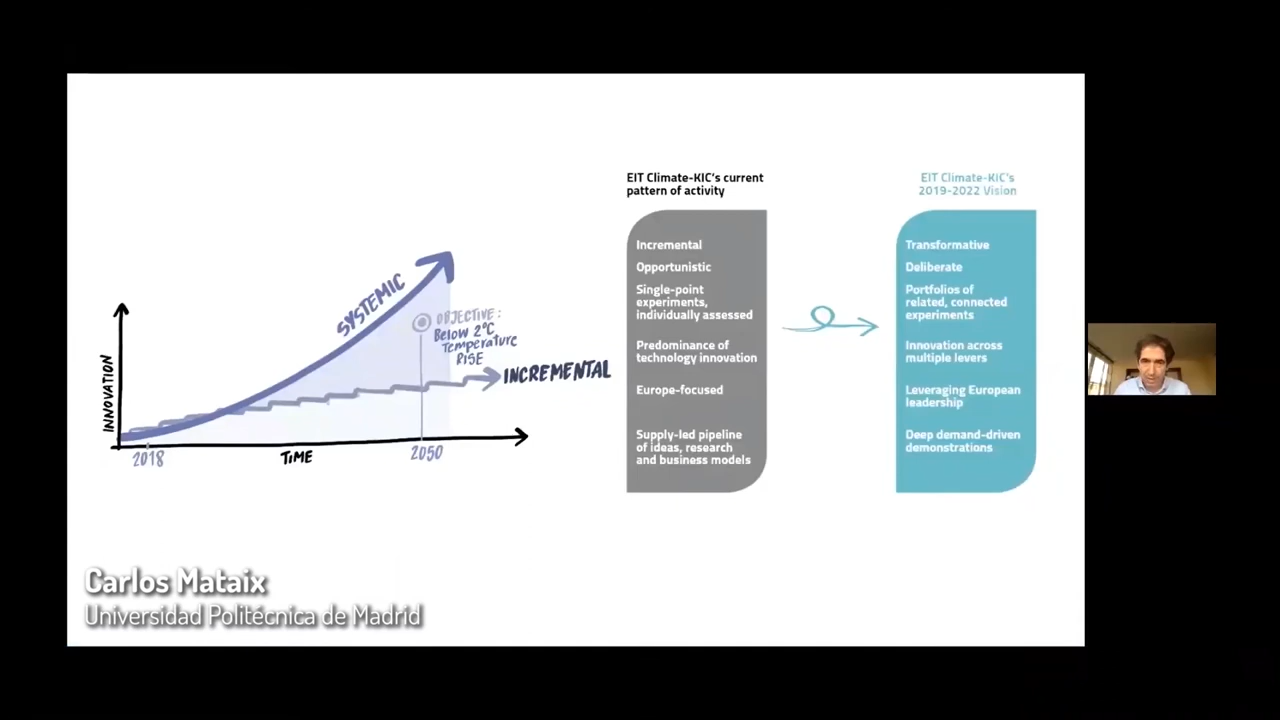 INNOVATION
SYSTEMIC
OBJECTIVE:
Below 2°C
Temperature
RISE
INCREMENTAL
2018
TIME
2050
EIT Climate-KIC's current
pattern of activity
Incremental
Opportunistic
Single-point
experiments,
individually assessed
Predominance of
technology innovation
Europe-focused
Supply-led pipeline
of ideas, research
and business models
EIT Climate-KIC's
2019-2022 Vision
Transformative
Deliberate
Portfolios of
related, connected
experiments
Innovation across
multiple levers
Leveraging European
leadership
Deep demand-driven
demonstrations
Carlos Mataix
Universidad Politécnica de Madrid